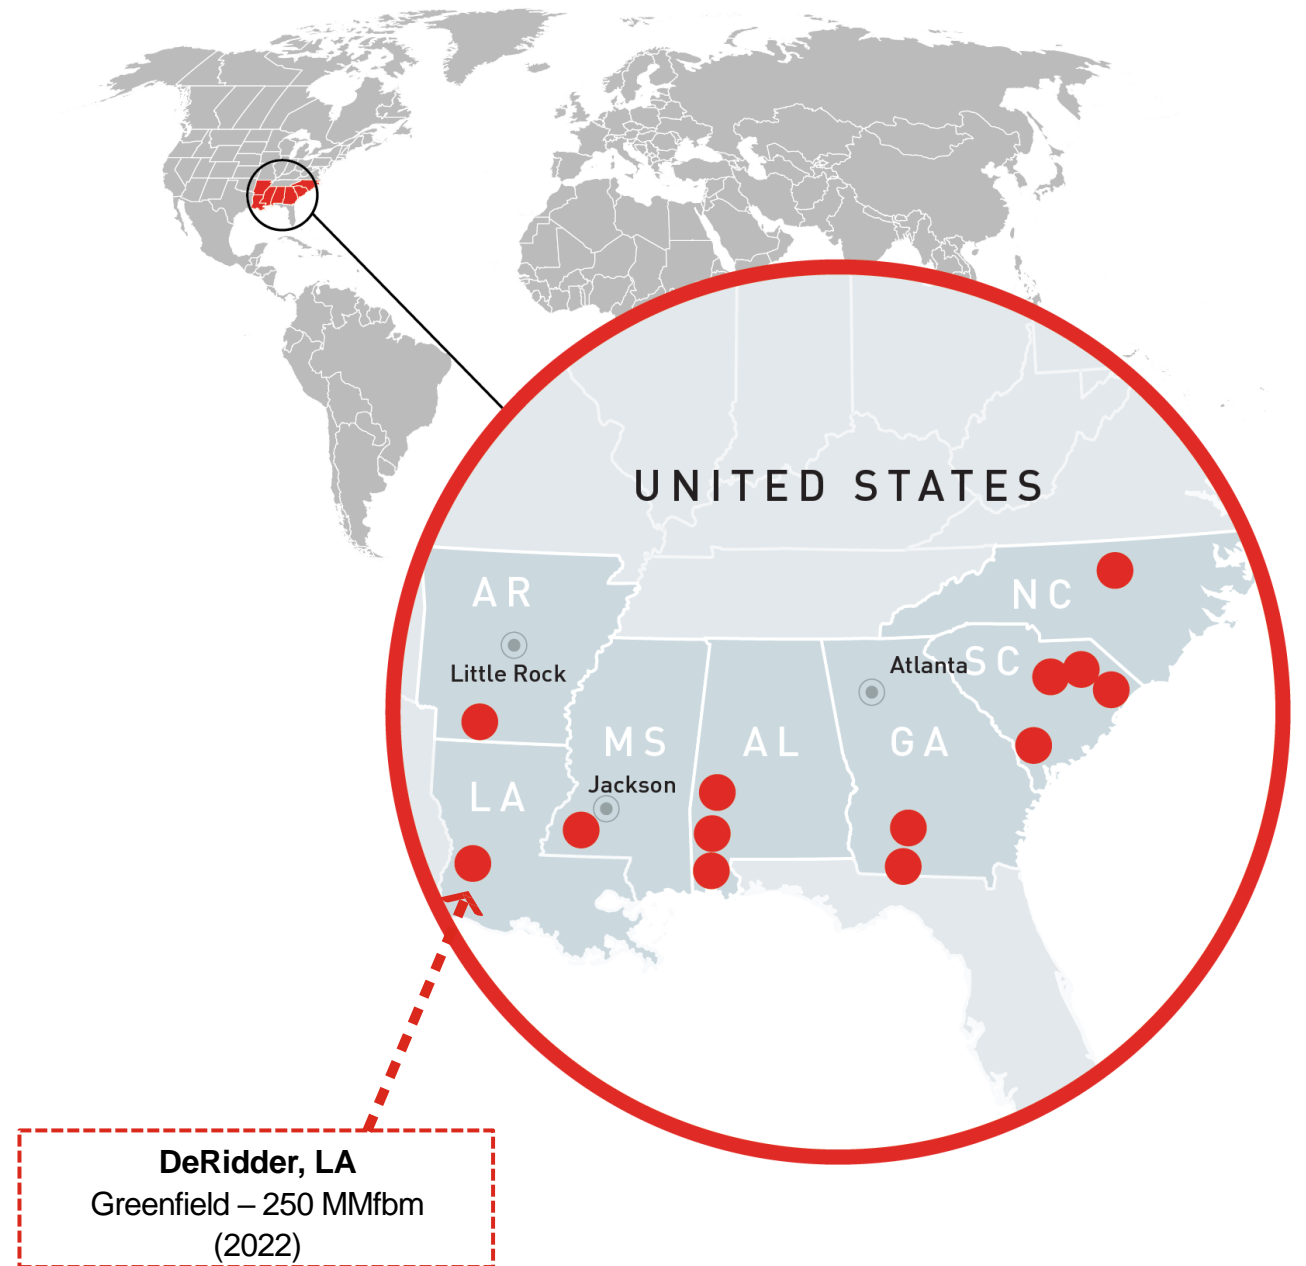 UNITED STATES
AR
NC
Little Rock
Atlanta
SC
MS
AL
GA
Jackson
LA
DeRidder, LA
Greenfield – 250 MMfbm
(2022)